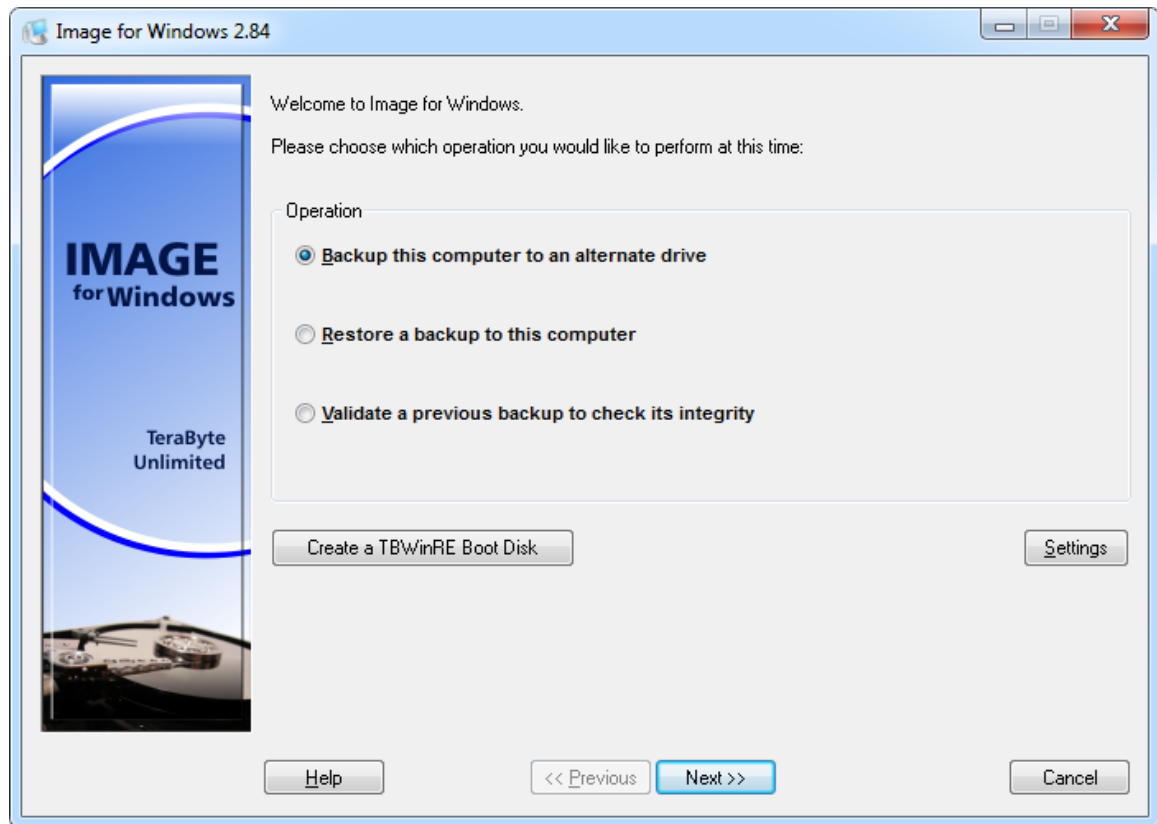 Image for Windows 2.84
Welcome to Image for Windows.
Please choose which operation you would like to perform at this time:
Operation
Backup this computer to an alternate drive
Restore a backup to this computer
Validate a previous backup to check its integrity
IMAGE
for Windows
TeraByte
Unlimited
Create a TBWinRE Boot Disk
Settings
Help
<< Previous
Next >>
Cancel